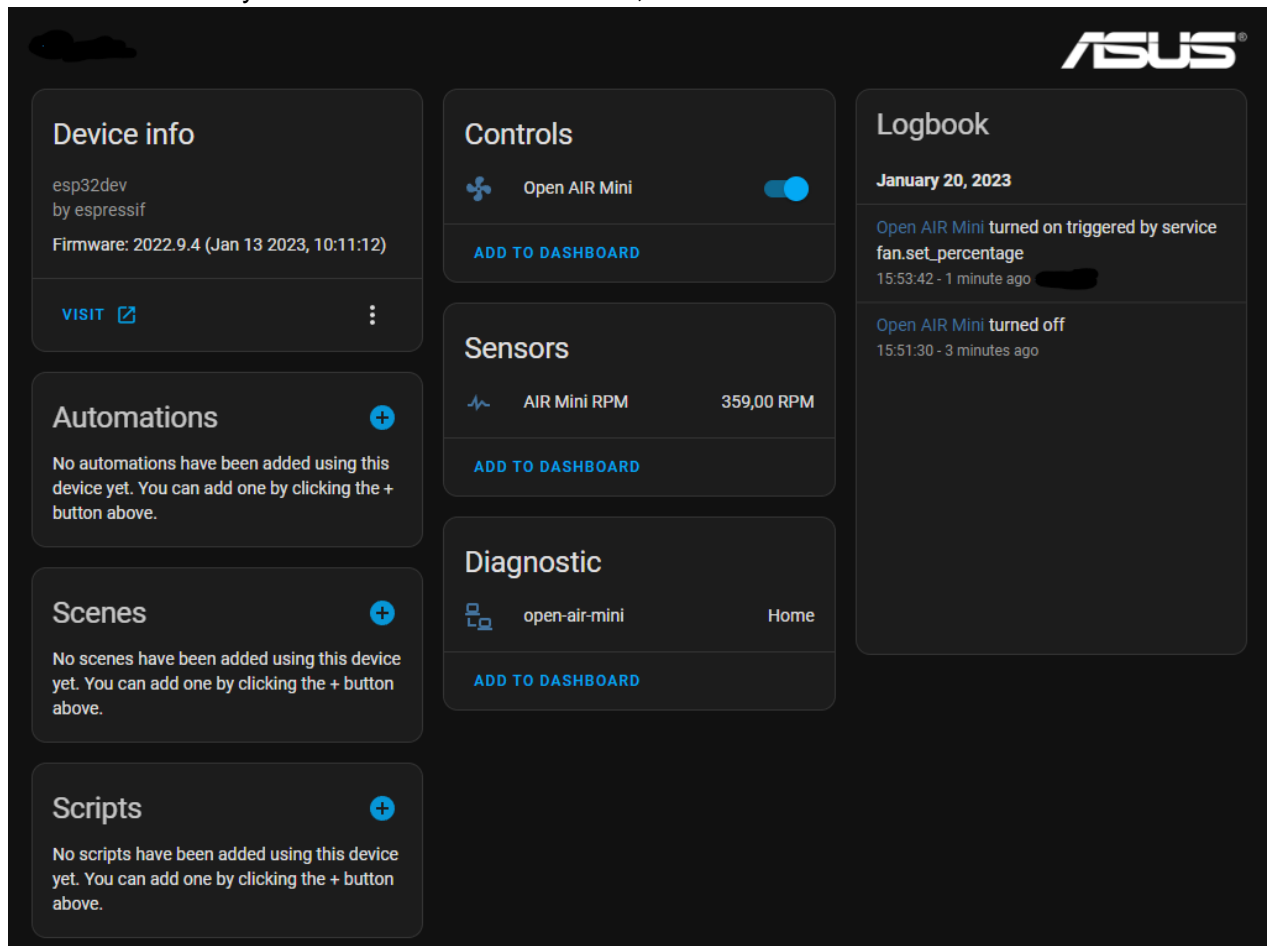 ASUS®
Device info
esp32dev
by espressif
Firmware: 2022.9.4 (Jan 13 2023, 10:11:12)
VISIT
Automations
No automations have been added using this
device yet. You can add one by clicking the +
button above.
Scenes
No scenes have been added using this device
yet. You can add one by clicking the + button
above.
Scripts
No scripts have been added using this device
yet. You can add one by clicking the + button
above.
Controls
Open AIR Mini
ADD TO DASHBOARD
Sensors
AIR Mini RPM 359,00 RPM
ADD TO DASHBOARD
Diagnostic
open-air-mini Home
ADD TO DASHBOARD
Logbook
January 20, 2023
Open AIR Mini turned on triggered by service
fan.set_percentage
15:53:42 - 1 minute ago
Open AIR Mini turned off
15:51:30 - 3 minutes ago